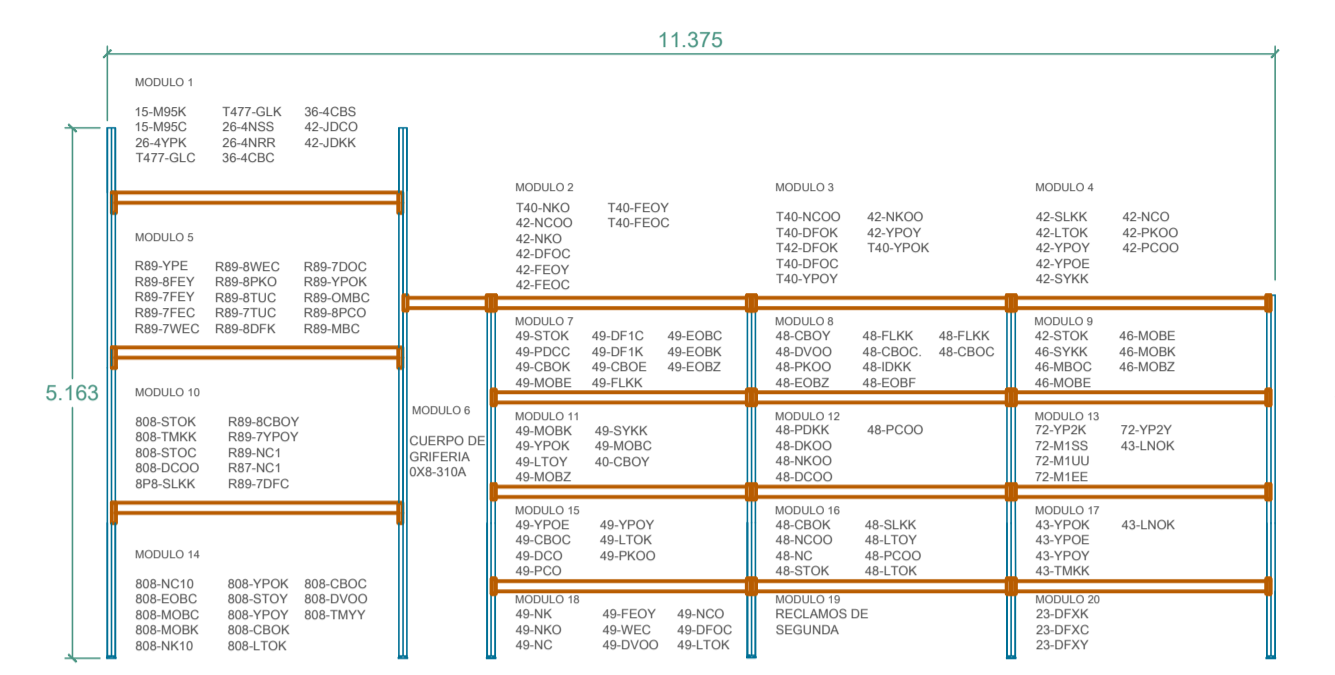 11.375
5.163
MODULO 1
15-M95K T477-GLK 36-4CBS
15-M95C 26-4NSS 42-JDCO
26-4YPK 26-4NRR 42-JDKK
T477-GLC 36-4CBC
MODULO 2
T40-NKO T40-FEOY
42-NCOO T40-FEOC
42-NKO
42-DFOC
42-FEOY
42-FEOC
MODULO 3
T40-NCOO 42-NKOO
T40-DFOK 42-YPOY
T42-DFOK T40-YPOK
T40-DFOC
T40-YPOY
MODULO 4
42-SLKK 42-NCO
42-LTOK 42-PKOO
42-YPOY 42-PCOO
42-YPOE
42-SYKK
MODULO 5
R89-YPE R89-8WEC R89-7DOC
R89-8FEY R89-8PKO R89-YPOK
R89-7FEY R89-8TUC R89-OMBC
R89-7FEC R89-7TUC R89-8PCO
R89-7WEC R89-8DFK R89-MBC
MODULO 6
CUERPO DE
GRIFERIA
0X8-310A
MODULO 7
49-STOK 49-DF1C 49-EOBC
49-PDCC 49-DF1K 49-EOBK
49-CBOK 49-CBOE 49-EOBZ
49-MOBE 49-FLKK
MODULO 8
48-CBOY 48-FLKK 48-FLKK
48-DVOO 48-CBOC. 48-CBOC
48-PKOO 48-IDKK
48-EOBZ 48-EOBF
MODULO 9
42-STOK 46-MOBE
46-SYKK 46-MOBK
46-MBOC 46-MOBZ
46-MOBE
MODULO 10
808-STOK R89-8CBOY
808-TMKK R89-7YPOY
808-STOC R89-NC1
808-DCOO R87-NC1
8P8-SLKK R89-7DFC
MODULO 11
49-MOBK 49-SYKK
49-YPOK 49-MOBC
49-LTOY 40-CBOY
49-MOBZ
MODULO 12
48-PDKK 48-PCOO
48-DKOO
48-NKOO
48-DCOO
MODULO 13
72-YP2K 72-YP2Y
72-M1SS 43-LNOK
72-M1UU
72-M1EE
MODULO 14
808-NC10 808-YPOK 808-CBOC
808-EOBC 808-STOY 808-DVOO
808-MOBC 808-YPOY 808-TMYY
808-MOBK 808-CBOK
808-NK10 808-LTOK
MODULO 15
49-YPOE 49-YPOY
49-CBOC 49-LTOK
49-DCO 49-PKOO
49-PCO
MODULO 16
48-CBOK 48-SLKK
48-NCOO 48-LTOY
48-NC 48-PCOO
48-STOK 48-LTOK
MODULO 17
43-YPOK 43-LNOK
43-YPOE
43-YPOY
43-TMKK
MODULO 18
49-NK 49-FEOY 49-NCO
49-NKO 49-WEC 49-DFOC
49-NC 49-DVOO 49-LTOK
MODULO 19
RECLAMOS DE
SEGUNDA
MODULO 20
23-DFXK
23-DFXC
23-DFXY